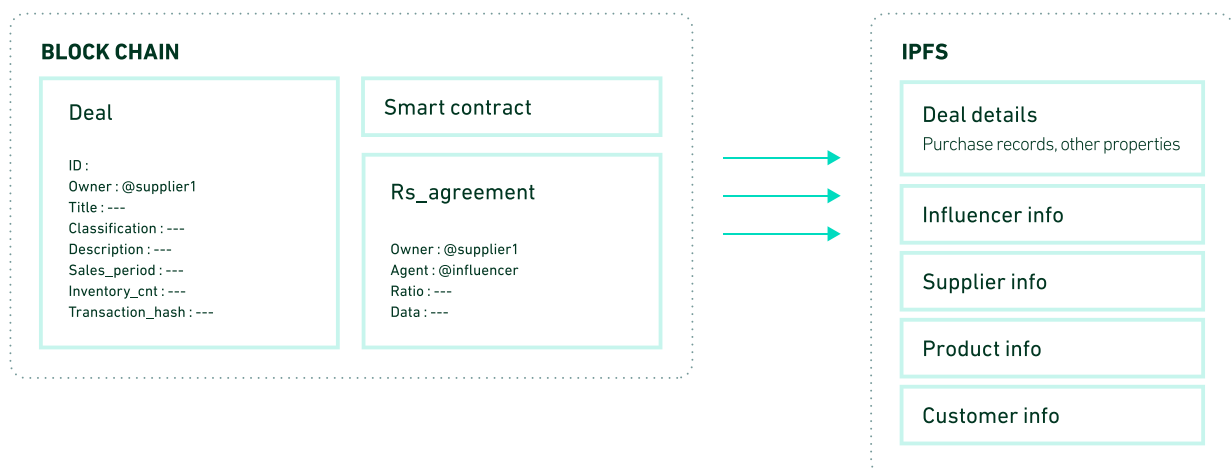 BLOCK CHAIN
Deal
ID :
Owner : @supplier1
Title : ---
Classification : ---
Description : ---
Sales_period : ---
Inventory_cnt : ---
Transaction_hash : ---
Smart contract
Rs_agreement
Owner : @supplier1
Agent : @influencer
Ratio : ---
Data : ---
IPFS
Deal details
Purchase records, other properties
Influencer info
Supplier info
Product info
Customer info